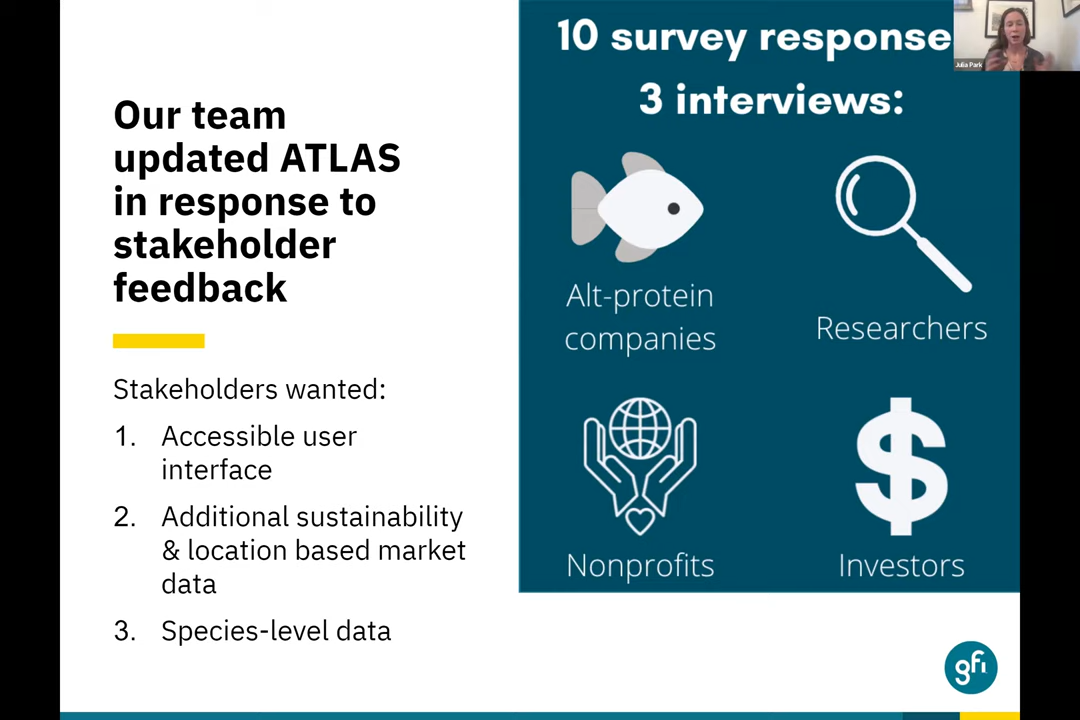 Our team
updated ATLAS
in response to
stakeholder
feedback
Stakeholders wanted:
1. Accessible user
interface
2. Additional sustainability
& location based market
data
3. Species-level data
10 survey response
3 interviews:
Alt-protein
companies
Researchers
Nonprofits
Investors
Julia Park
gfi